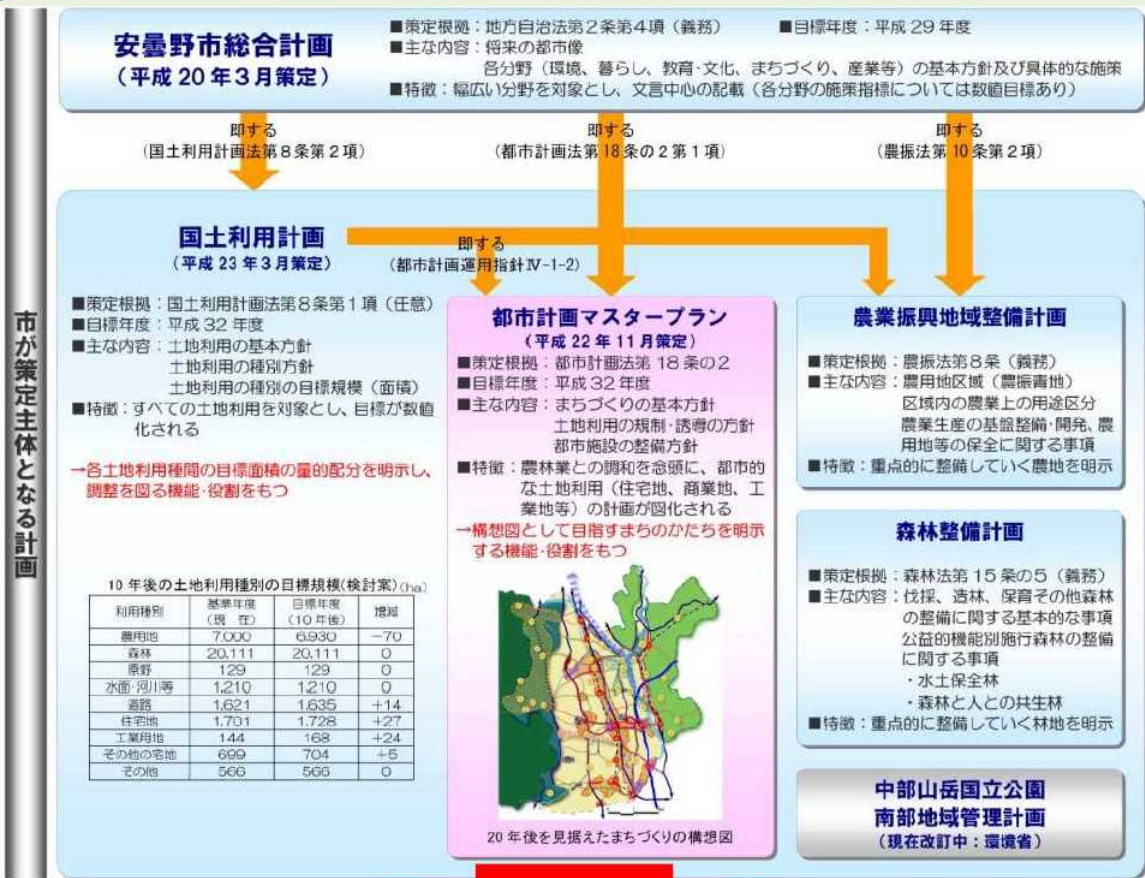 安曇野市総合計画
(平成20年3月策定)
■策定根拠：地方自治法第2条第4項（義務） ■目標年度：平成29年度
■主な内容：将来の都市像
各分野（環境、暮らし、教育・文化、まちづくり、産業等）の基本方針及び具体的な施策
■特徴：幅広い分野を対象とし、文言中心の記載（各分野の施策指標については数値目標あり）
即する
(国土利用計画法第8条第2項)
即する
(都市計画法第18条の2第1項)
即する
(農振法第10条第2項)
市が策定主体となる計画
国土利用計画
(平成23年3月策定)
即する
(都市計画運用指針Ⅳ-1-2)
■策定根拠：国土利用計画法第8条第1項（任意）
■目標年度：平成32年度
■主な内容：土地利用の基本方針
土地利用の種別方針
土地利用の種別の目標規模（面積）
■特徴：すべての土地利用を対象とし、目標が数値
化される
→各土地利用種間の目標面積の量的配分を明示し、
調整を図る機能・役割をもつ
10年後の土地利用種別の目標規模(検討案)(ha)
利用種別 基準年度（現 在） 目標年度（10年後） 増減
農用地 7,000 6,930 −70
森林 20,111 20,111 0
原野 129 129 0
水面・河川等 1,210 1,210 0
道路 1,621 1,635 +14
住宅地 1,701 1,728 +27
工業用地 144 168 +24
その他の宅地 699 704 +5
その他 566 566 0
都市計画マスタープラン
(平成22年11月策定)
■策定根拠：都市計画法第18条の2
■目標年度：平成32年度
■主な内容：まちづくりの基本方針
土地利用の規制・誘導の方針
都市施設の整備方針
■特徴：農林業との調和を念頭に、都市的
な土地利用（住宅地、商業地、工
業地等）の計画が図化される
→構想図として目指すまちのかたちを明示
する機能・役割をもつ
20年後を見据えたまちづくりの構想図
農業振興地域整備計画
■策定根拠：農振法第8条（義務）
■主な内容：農用地区域（農振青地）
区域内の農業上の用途区分
農業生産の基盤整備・開発、農
用地等の保全に関する事項
■特徴：重点的に整備していく農地を明示
森林整備計画
■策定根拠：森林法第15条の5（義務）
■主な内容：伐採、造林、保育その他森林
の整備に関する基本的な事項
公益的機能別施行森林の整備
に関する事項
・水土保全林
・森林と人との共生林
■特徴：重点的に整備していく林地を明示
中部山岳国立公園
南部地域管理計画
(現在改訂中：環境省)